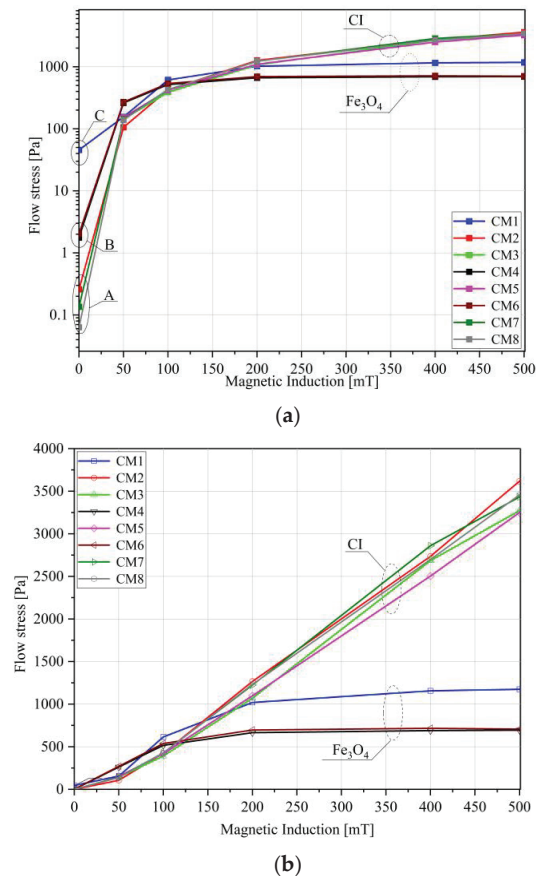 CI
1000
Fe3O4
100
C
10
B
1
A
0.1
Flow stress [Pa]
CM1
CM2
CM3
CM4
CM5
CM6
CM7
CM8
0 50 100 150 200 250 300 350 400 450 500
Magnetic Induction [mT]
(a)
4000
3500
3000
2500
2000
1500
1000
500
0
Flow stress [Pa]
CM1
CM2
CM3
CM4
CM5
CM6
CM7
CM8
CI
Fe3O4
0 50 100 150 200 250 300 350 400 450 500
Magnetic Induction [mT]
(b)